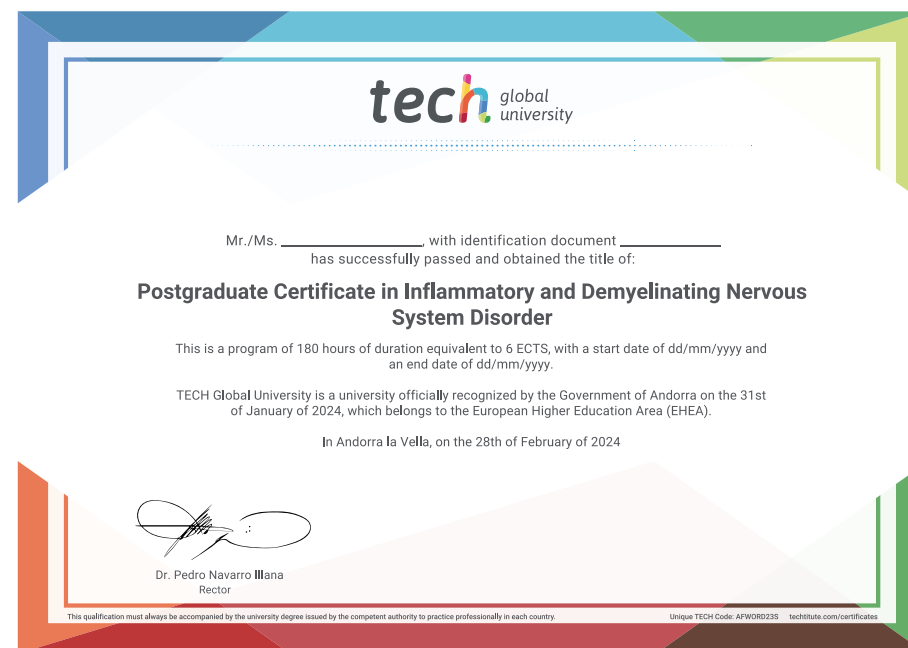 tech global university
Mr./Ms. ____________________, with identification document ______________
has successfully passed and obtained the title of:
Postgraduate Certificate in Inflammatory and Demyelinating Nervous
System Disorder
This is a program of 180 hours of duration equivalent to 6 ECTS, with a start date of dd/mm/yyyy and
an end date of dd/mm/yyyy.
TECH Global University is a university officially recognized by the Government of Andorra on the 31st
of January of 2024, which belongs to the European Higher Education Area (EHEA).
In Andorra la Vella, on the 28th of February of 2024
Dr. Pedro Navarro Illana
Rector
This qualification must always be accompanied by the university degree issued by the competent authority to practice professionally in each country. Unique TECH Code: AFWORD23S techtitute.com/certificates